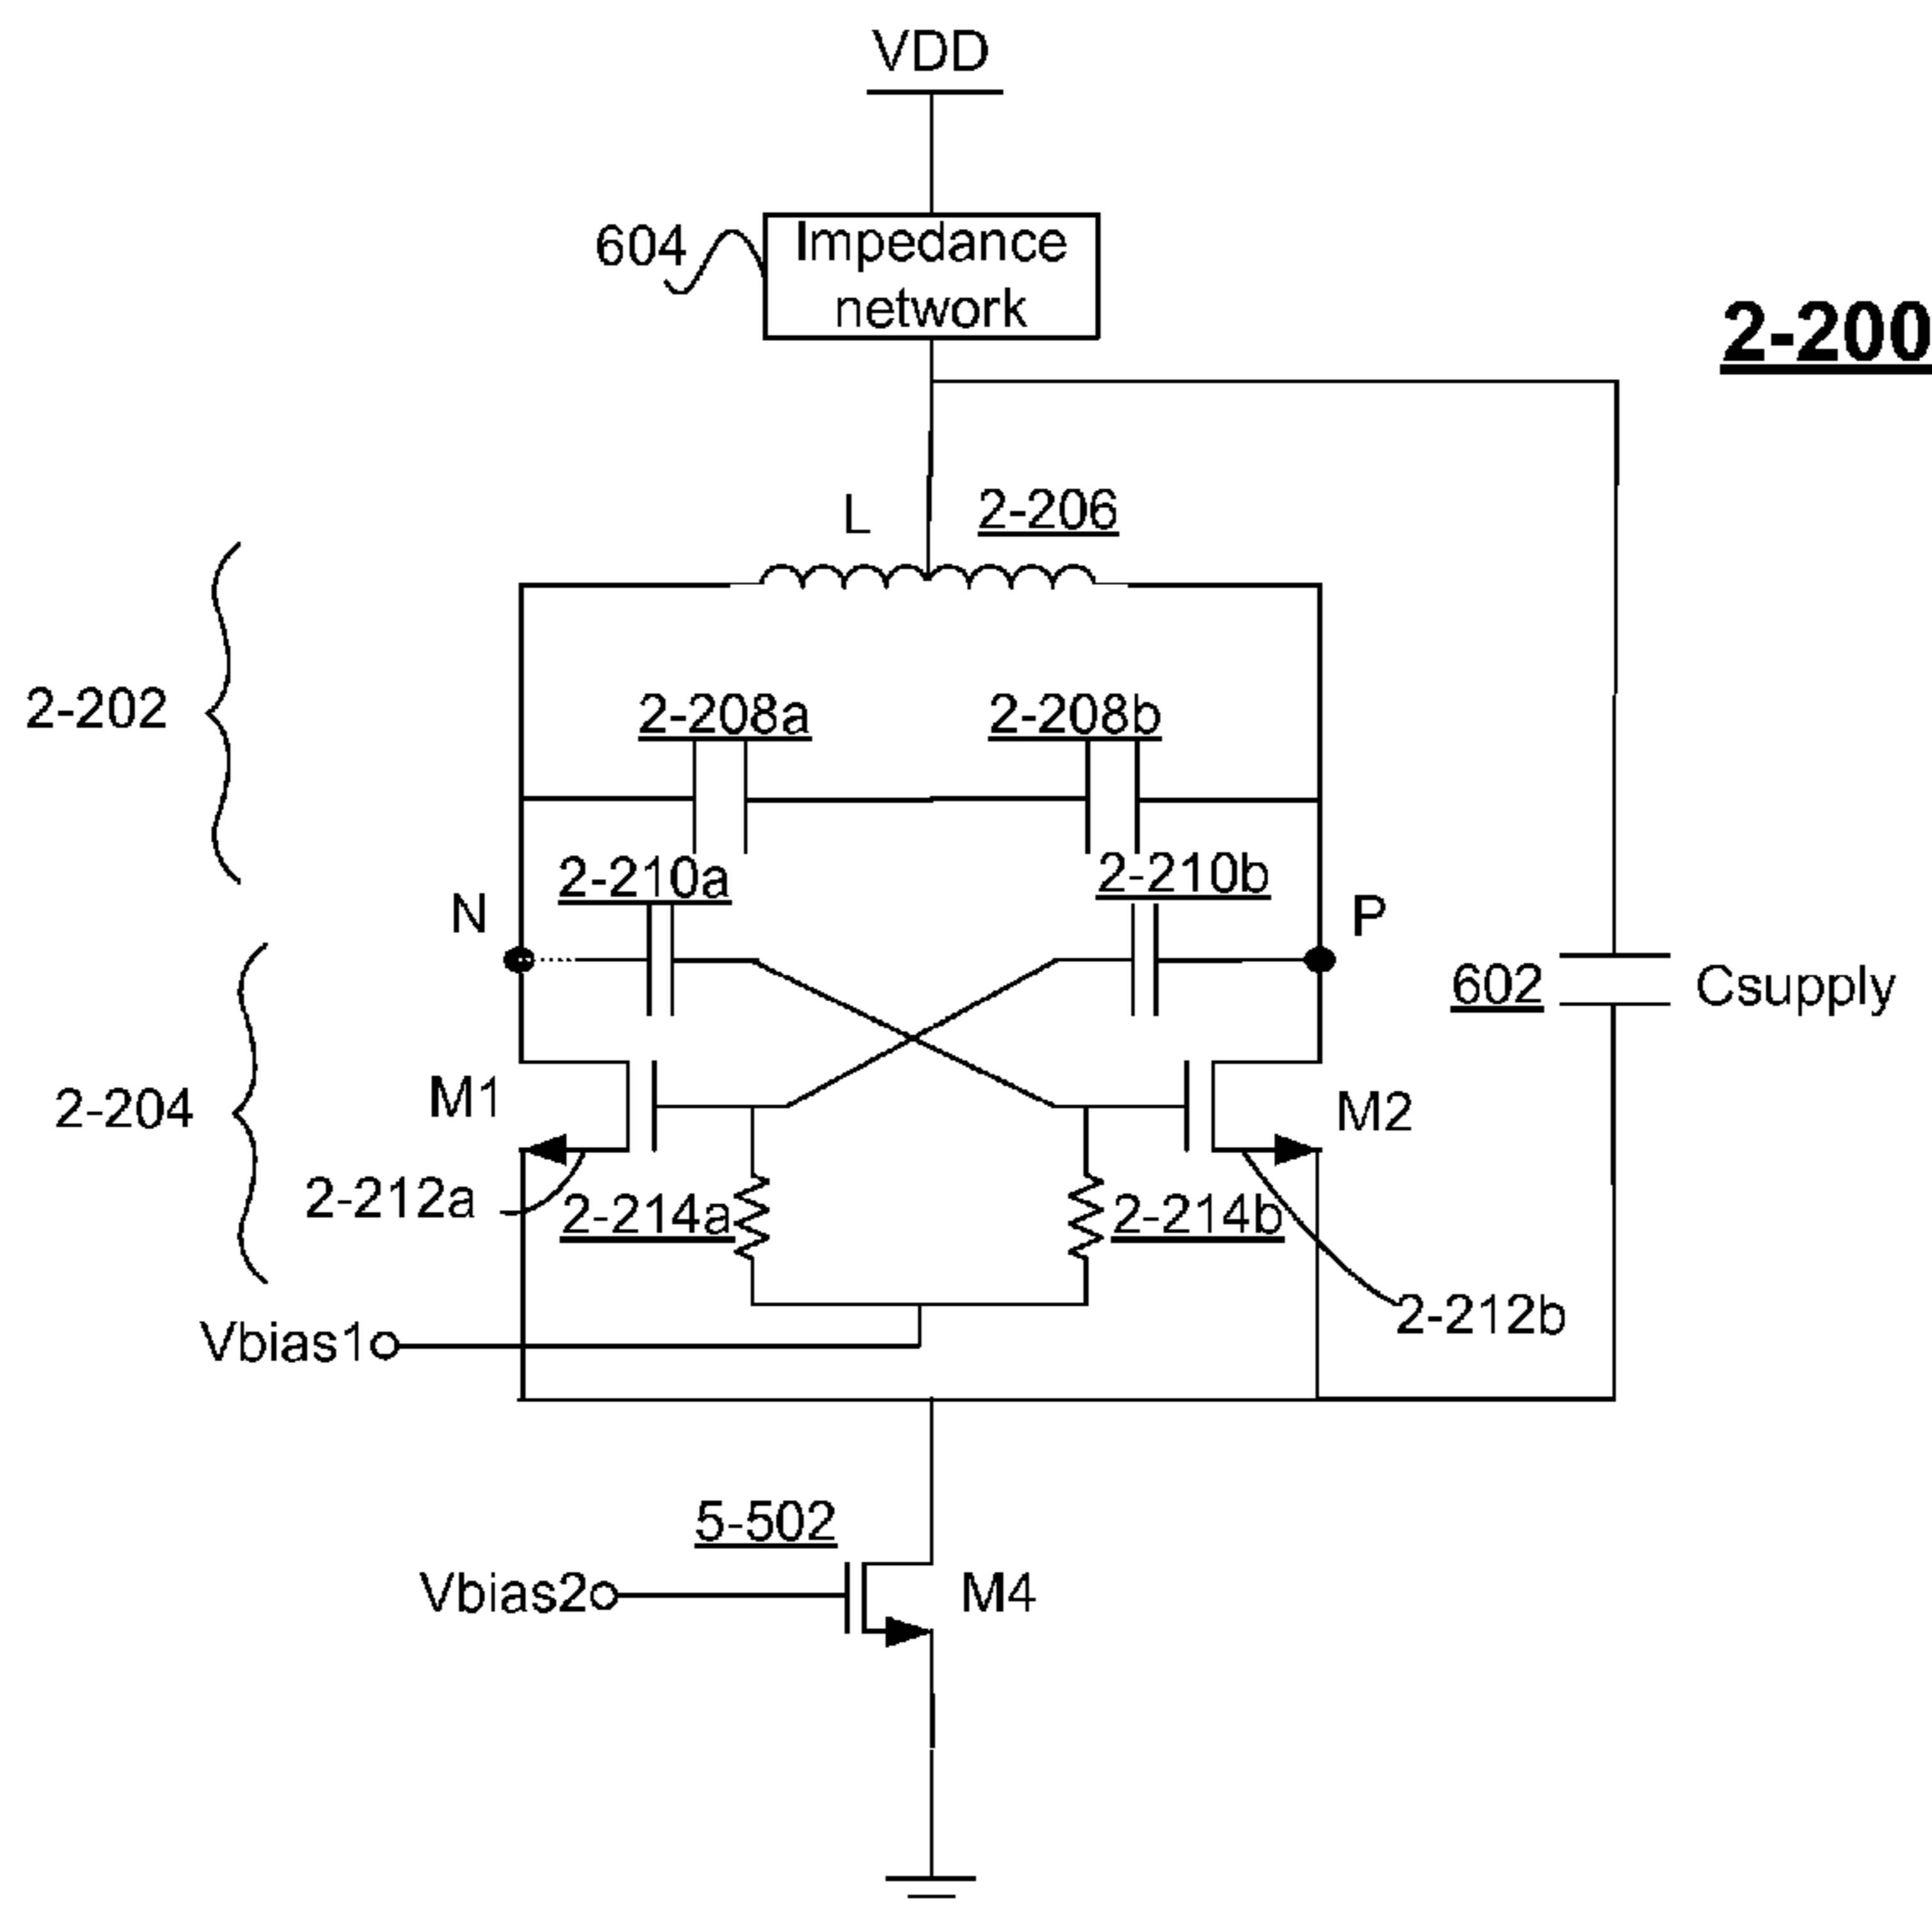 VDD
604
Impedance
network
2-200
L
2-206
2-202
2-208a
2-208b
2-210a
2-210b
N
P
602
Csupply
2-204
M1
M2
2-212a
2-214a
2-214b
2-212b
Vbias1
5-502
Vbias2
M4